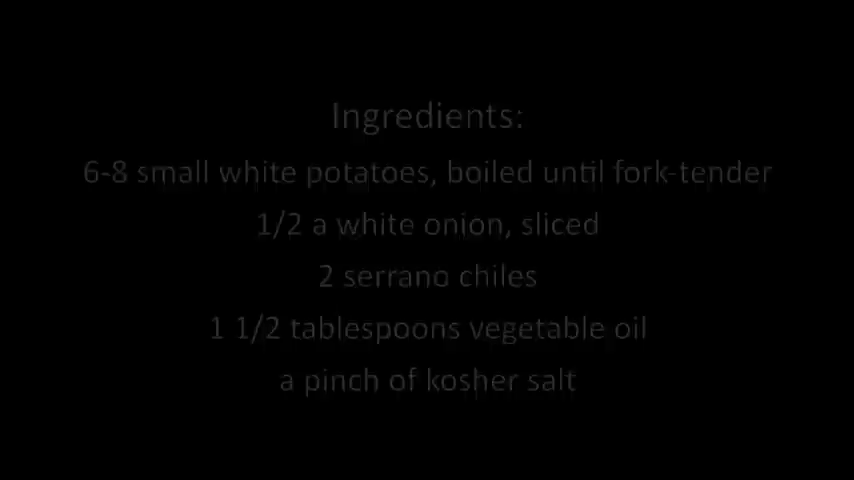 Ingredients:
6-8 small white potatoes, boiled until fork-tender
1/2 a white onion, sliced
2 serrano chiles
1 1/2 tablespoons vegetable oil
a pinch of kosher salt